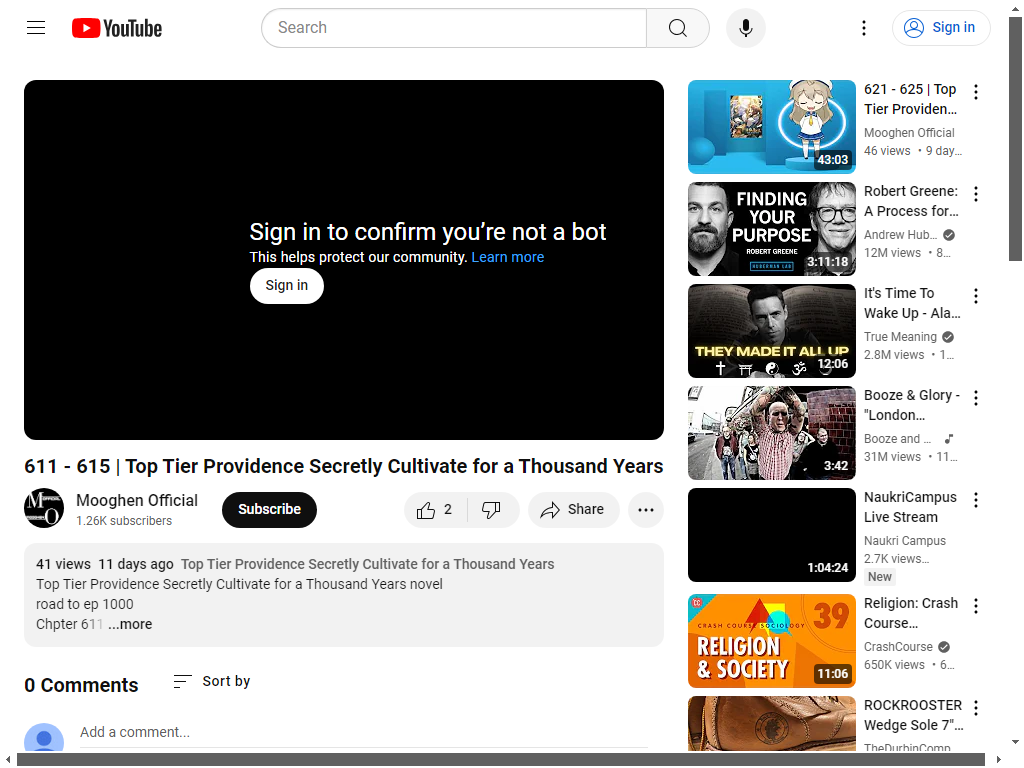 YouTube
Search
Sign in
Sign in to confirm you’re not a bot
This helps protect our community. Learn more
Sign in
611 - 615 | Top Tier Providence Secretly Cultivate for a Thousand Years
Mooghen Official
1.26K subscribers
Subscribe
2
Share
41 views 11 days ago Top Tier Providence Secretly Cultivate for a Thousand Years
Top Tier Providence Secretly Cultivate for a Thousand Years novel
road to ep 1000
Chpter 611 ...more
0 Comments
Sort by
Add a comment...
43:03
621 - 625 | Top
Tier Providen...
Mooghen Official
46 views • 9 day...
FINDING
YOUR
PURPOSE
ROBERT GREENE
HUBERMAN LAB
3:11:18
Robert Greene:
A Process for...
Andrew Hub...
12M views • 8...
THEY MADE IT ALL UP
12:06
It's Time To
Wake Up - Ala...
True Meaning
2.8M views • 1...
3:42
Booze & Glory -
"London...
Booze and ...
31M views • 11...
1:04:24
NaukriCampus
Live Stream
Naukri Campus
2.7K views...
New
CC
CRASH COURSE SOCIOLOGY
39
RELIGION
& SOCIETY
11:06
Religion: Crash
Course...
CrashCourse
650K views • 6...
ROCKROOSTER
Wedge Sole 7"...
TheDurbinComp